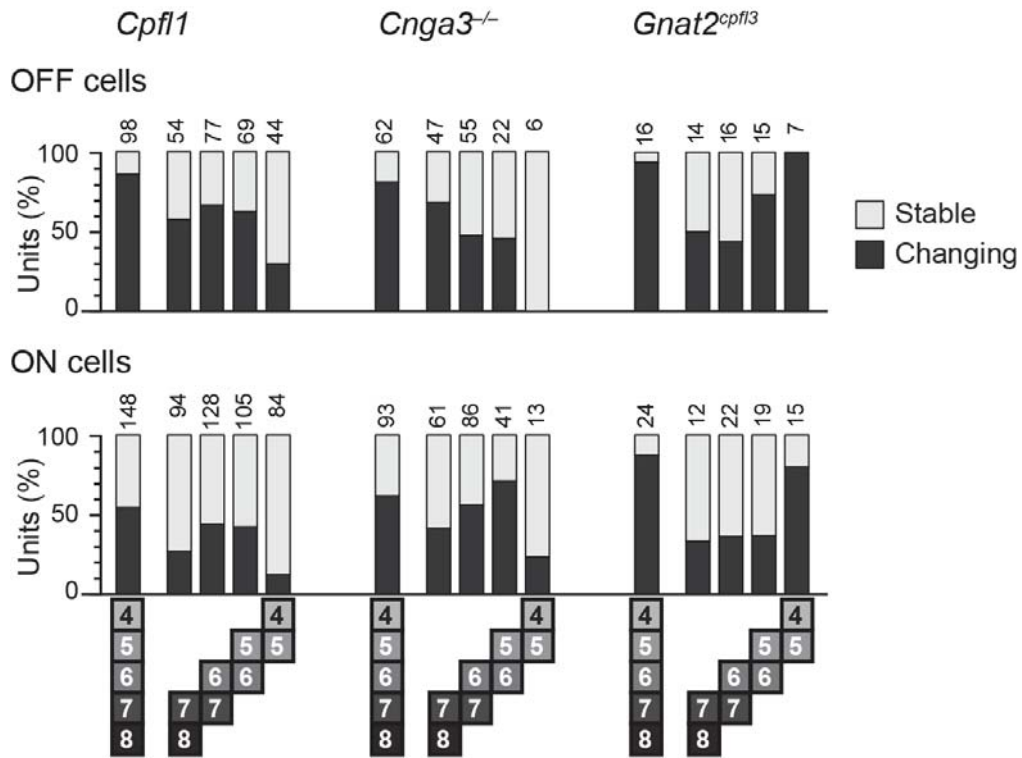 Cpfl1 Cnga3–/– Gnat2cpfl3
OFF cells
98 54 77 69 44 62 47 55 22 6 16 14 16 15 7
100
50
0
Units (%)
Stable
Changing
ON cells
148 94 128 105 84 93 61 86 41 13 24 12 22 19 15
100
50
0
Units (%)
4 4 4 4 4 4
5 5 5 5 5 5 5 5 5
6 6 6 6 6 6 6 6 6
7 7 7 7 7 7 7 7 7
8 8 8 8 8 8